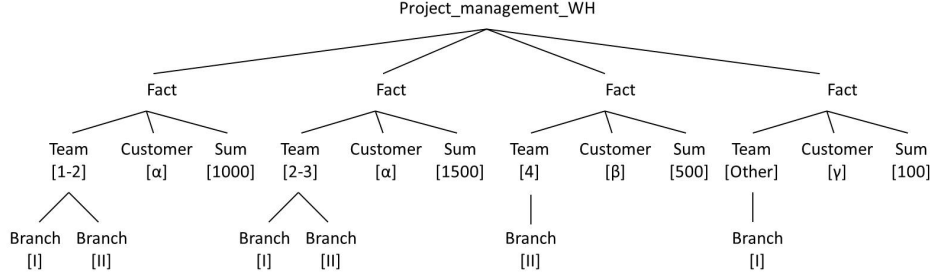 Project_management_WH
Fact Fact Fact Fact
Team Customer Sum Team Customer Sum Team Customer Sum Team Customer Sum
[1-2] [α] [1000] [2-3] [α] [1500] [4] [β] [500] [Other] [γ] [100]
Branch Branch Branch Branch Branch Branch
[I] [II] [I] [II] [II] [I]